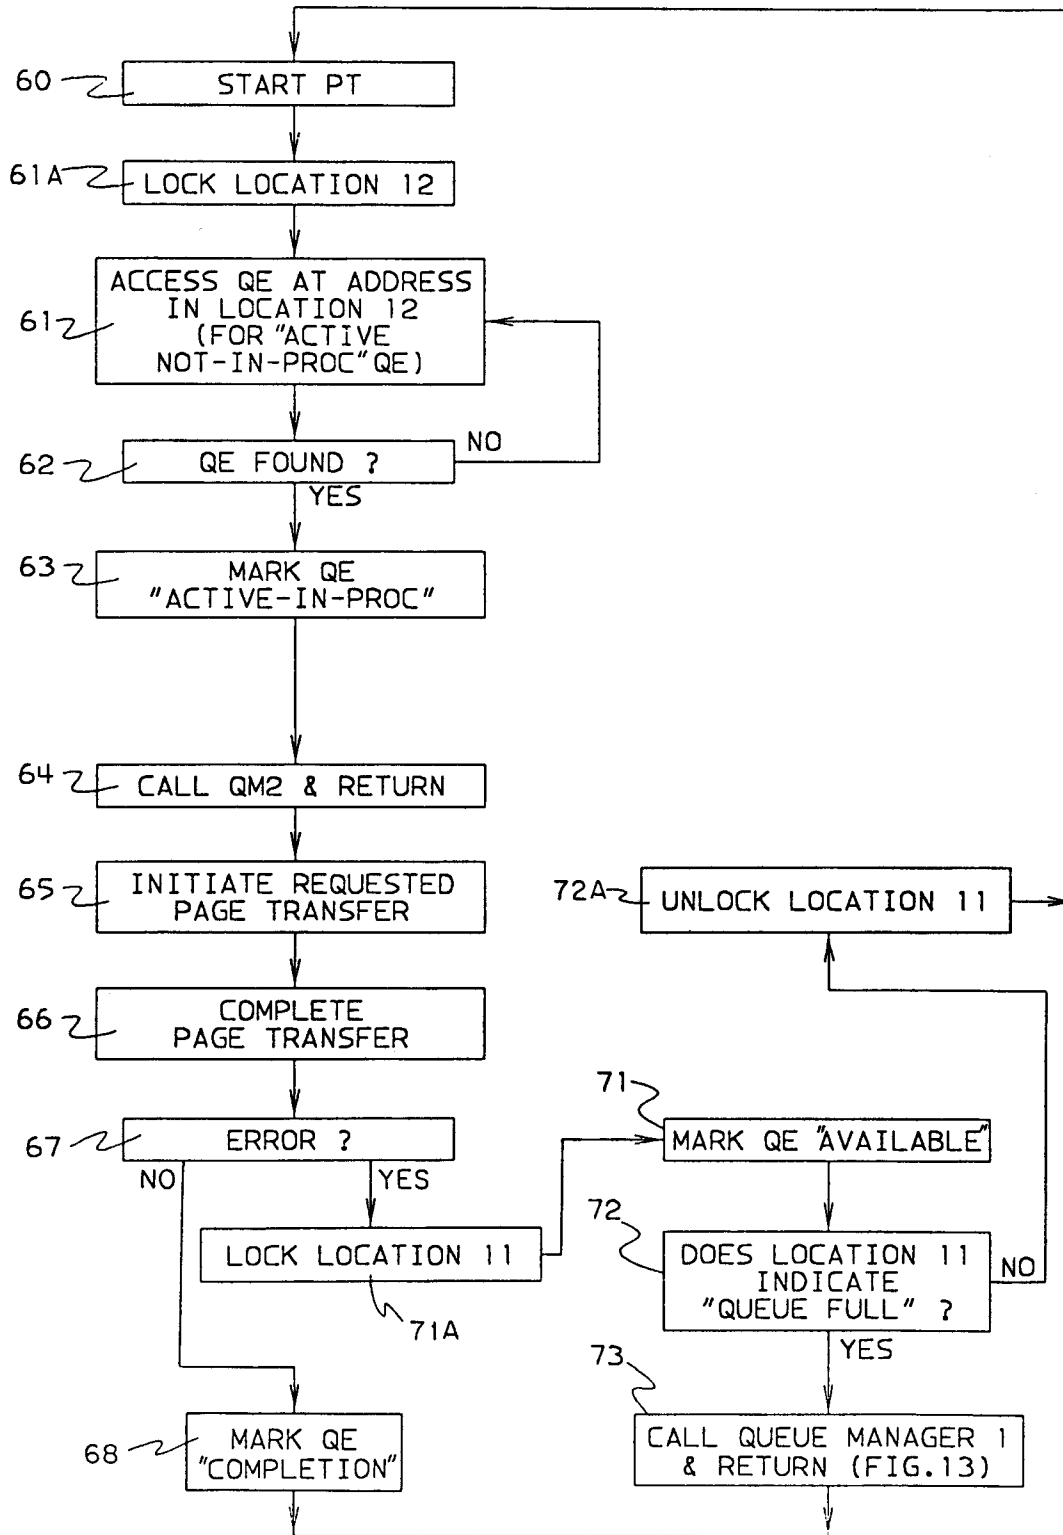 60
START PT
61A
LOCK LOCATION 12
61
ACCESS QE AT ADDRESS
IN LOCATION 12
(FOR "ACTIVE
NOT-IN-PROC" QE)
62
QE FOUND ?
NO
YES
63
MARK QE
"ACTIVE-IN-PROC"
64
CALL QM2 & RETURN
65
INITIATE REQUESTED
PAGE TRANSFER
66
COMPLETE
PAGE TRANSFER
67
ERROR ?
NO
YES
LOCK LOCATION 11
71A
68
MARK QE
"COMPLETION"
72A
UNLOCK LOCATION 11
71
MARK QE "AVAILABLE"
72
DOES LOCATION 11
INDICATE
"QUEUE FULL" ?
NO
YES
73
CALL QUEUE MANAGER 1
& RETURN (FIG.13)